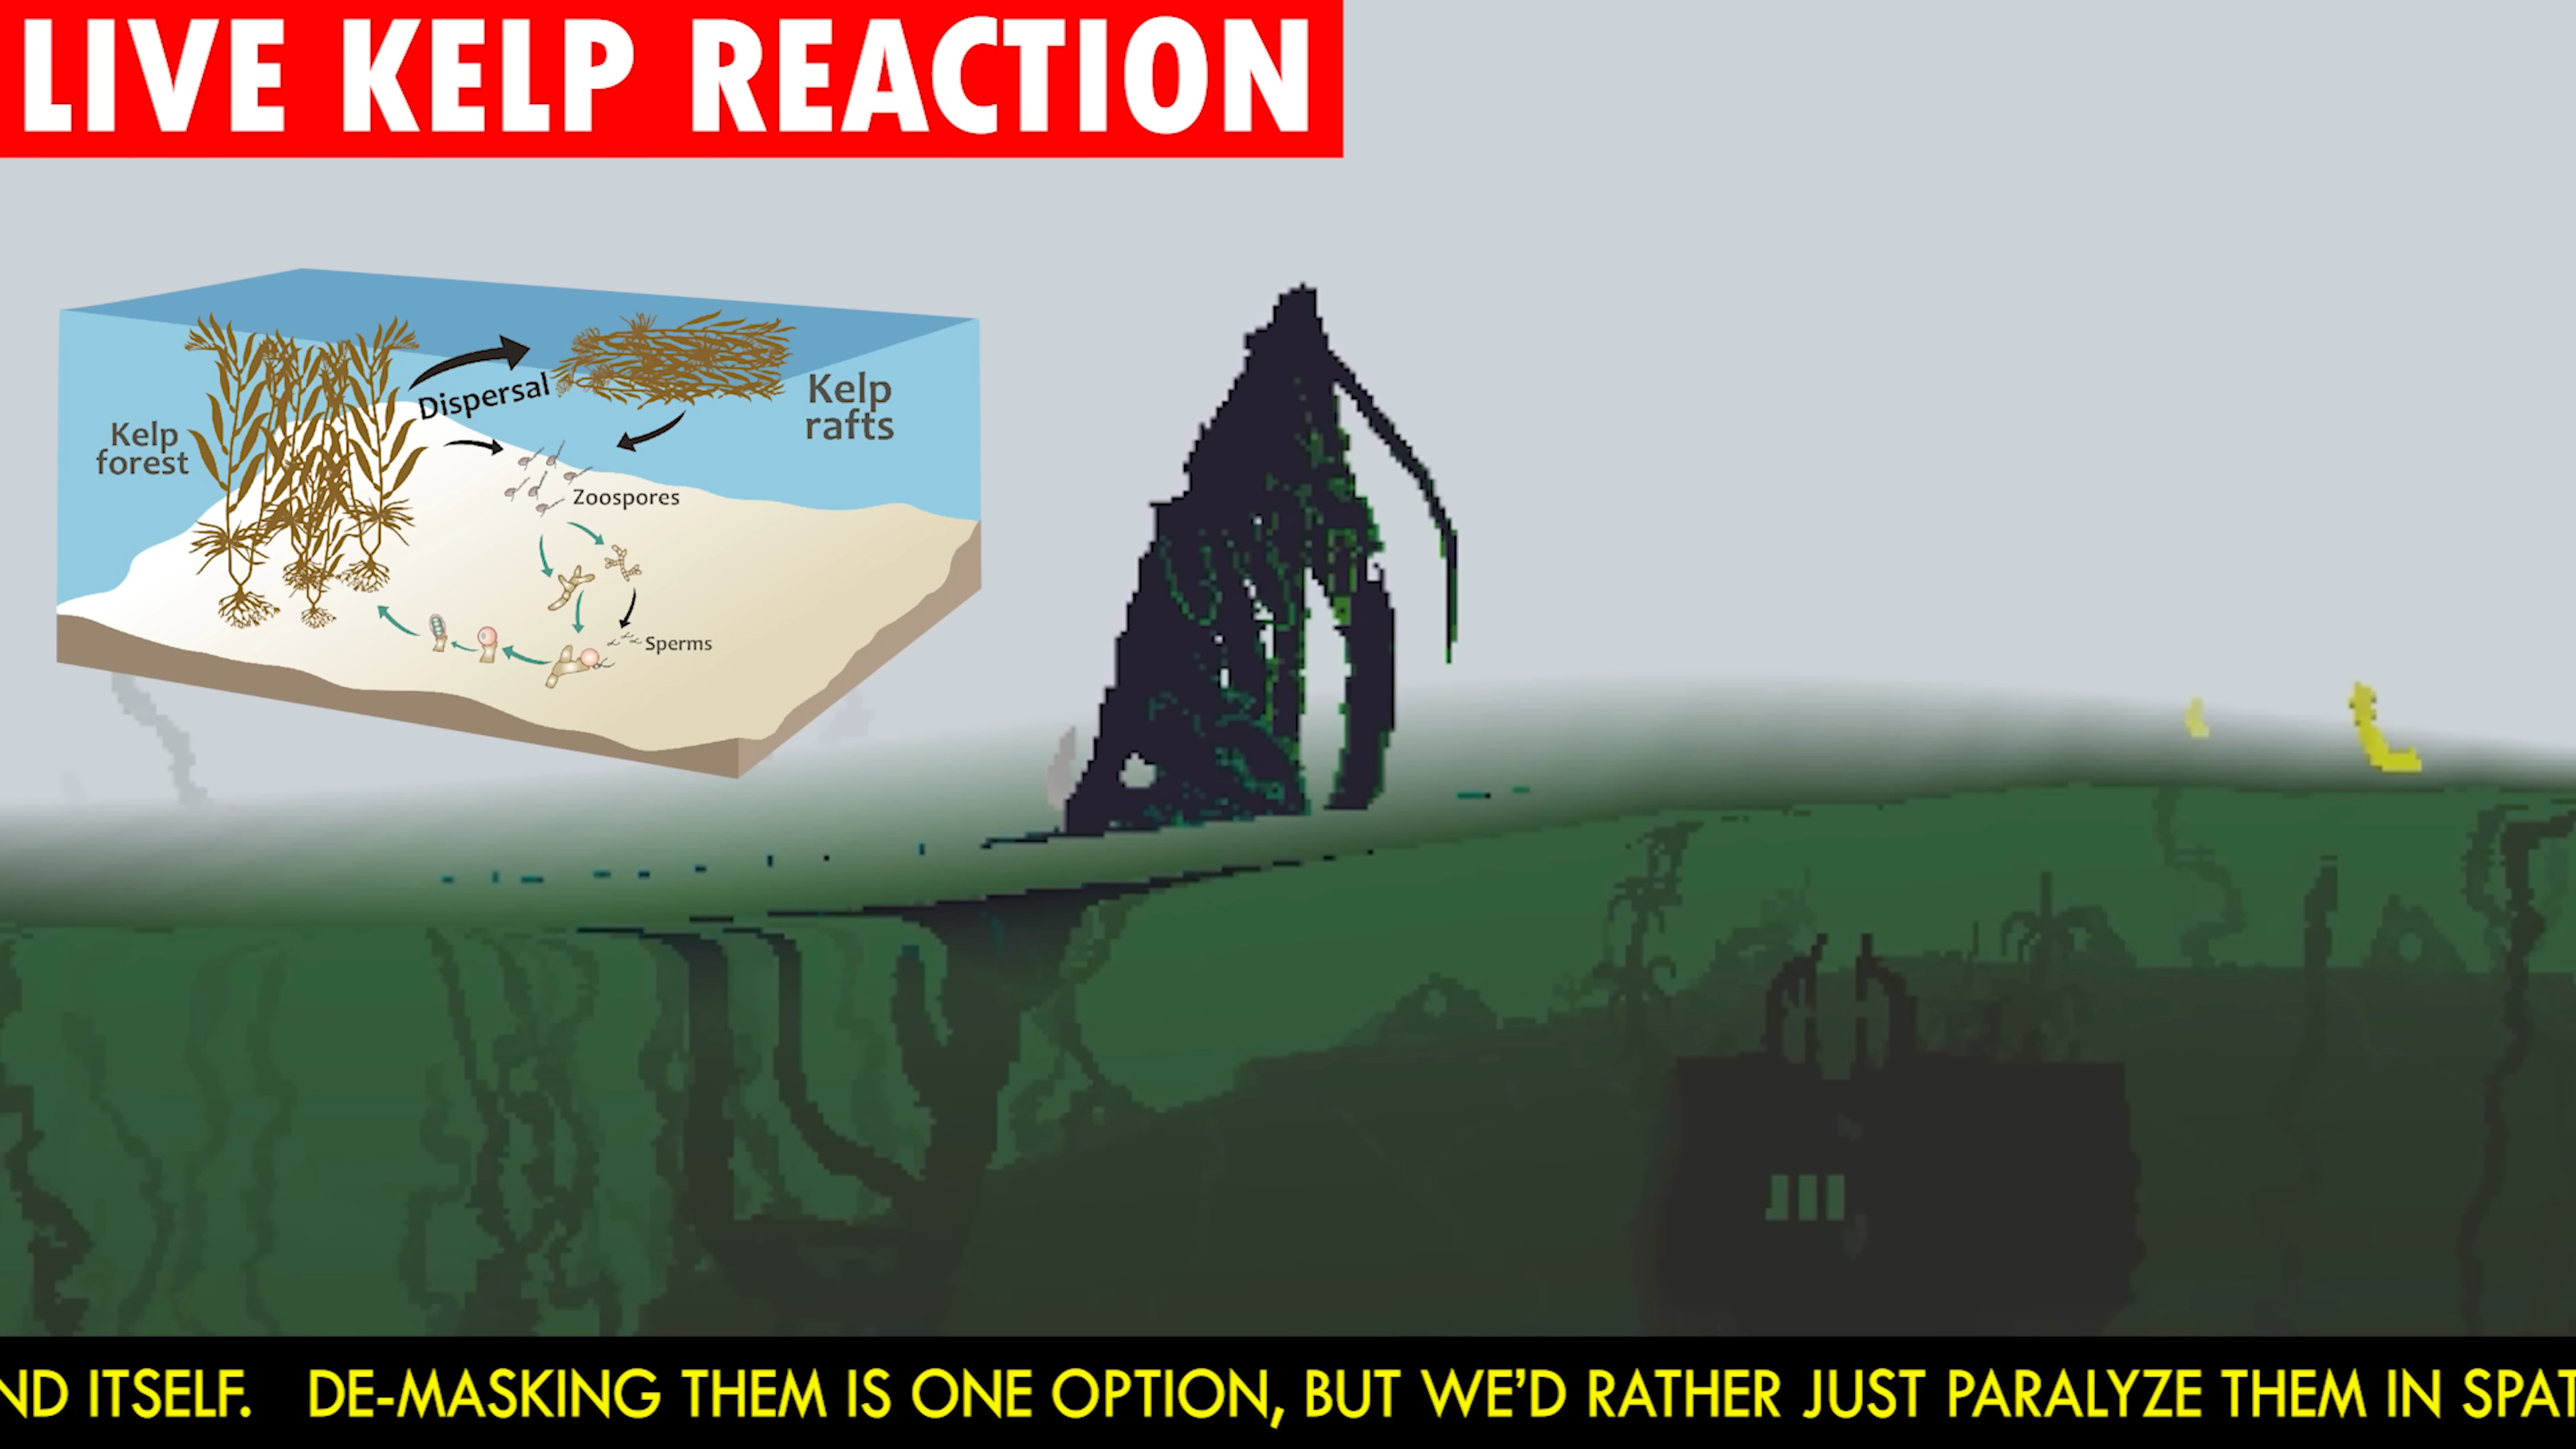 LIVE KELP REACTION
Dispersal
Kelp
rafts
Kelp
forest
Zoospores
Sperms
ND ITSELF. DE-MASKING THEM IS ONE OPTION, BUT WE'D RATHER JUST PARALYZE THEM IN SPAT